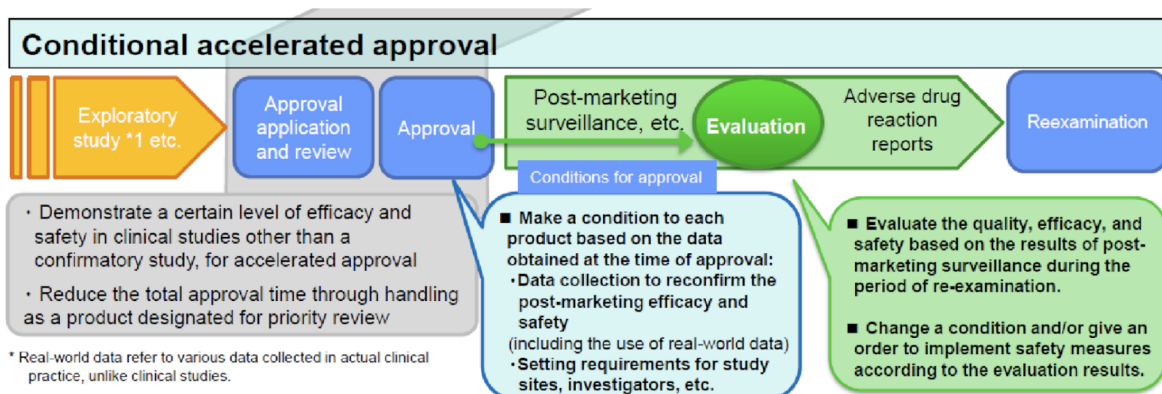 Conditional accelerated approval
Exploratory
study *1 etc.
Approval
application
and review
Approval
Post-marketing
surveillance, etc.
Evaluation
Adverse drug
reaction
reports
Reexamination
Conditions for approval
・Demonstrate a certain level of efficacy and
safety in clinical studies other than a
confirmatory study, for accelerated approval
・Reduce the total approval time through handling
as a product designated for priority review
* Real-world data refer to various data collected in actual clinical
practice, unlike clinical studies.
■ Make a condition to each
product based on the data
obtained at the time of approval:
・Data collection to reconfirm the
post-marketing efficacy and
safety
(including the use of real-world data)
・Setting requirements for study
sites, investigators, etc.
■ Evaluate the quality, efficacy, and
safety based on the results of post-
marketing surveillance during the
period of re-examination.
■ Change a condition and/or give an
order to implement safety measures
according to the evaluation results.